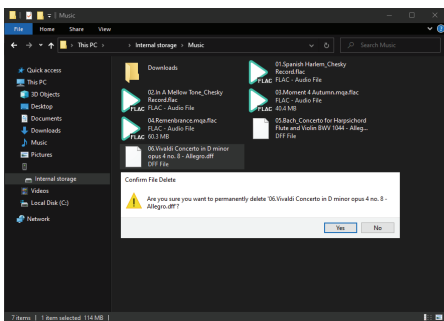 Music
File Home Share View
This PC > > Internal storage > Music
Search Music
Quick access
This PC
3D Objects
Desktop
Documents
Downloads
Music
Pictures
Internal storage
Videos
Local Disk (C:)
Network
Downloads
01.Spanish Harlem_Chesky
Record.flac
FLAC - Audio File
FLAC
02.In A Mellow Tone_Chesky
Record.flac
FLAC - Audio File
FLAC
03.Moment 4 Autumn.mqa.flac
FLAC - Audio File
40.4 MB
FLAC
04.Remembrance.mqa.flac
FLAC - Audio File
60.3 MB
FLAC
05.Bach_Concerto for Harpsichord
Flute and Violin BWV 1044 - Alleg...
DFF File
06.Vivaldi Concerto in D minor
opus 4 no. 8 - Allegro.dff
DFF File
Confirm File Delete
Are you sure you want to permanently delete '06.Vivaldi Concerto in D minor opus 4 no. 8 -
Allegro.dff'?
Yes No
7 items 1 item selected 114 MB